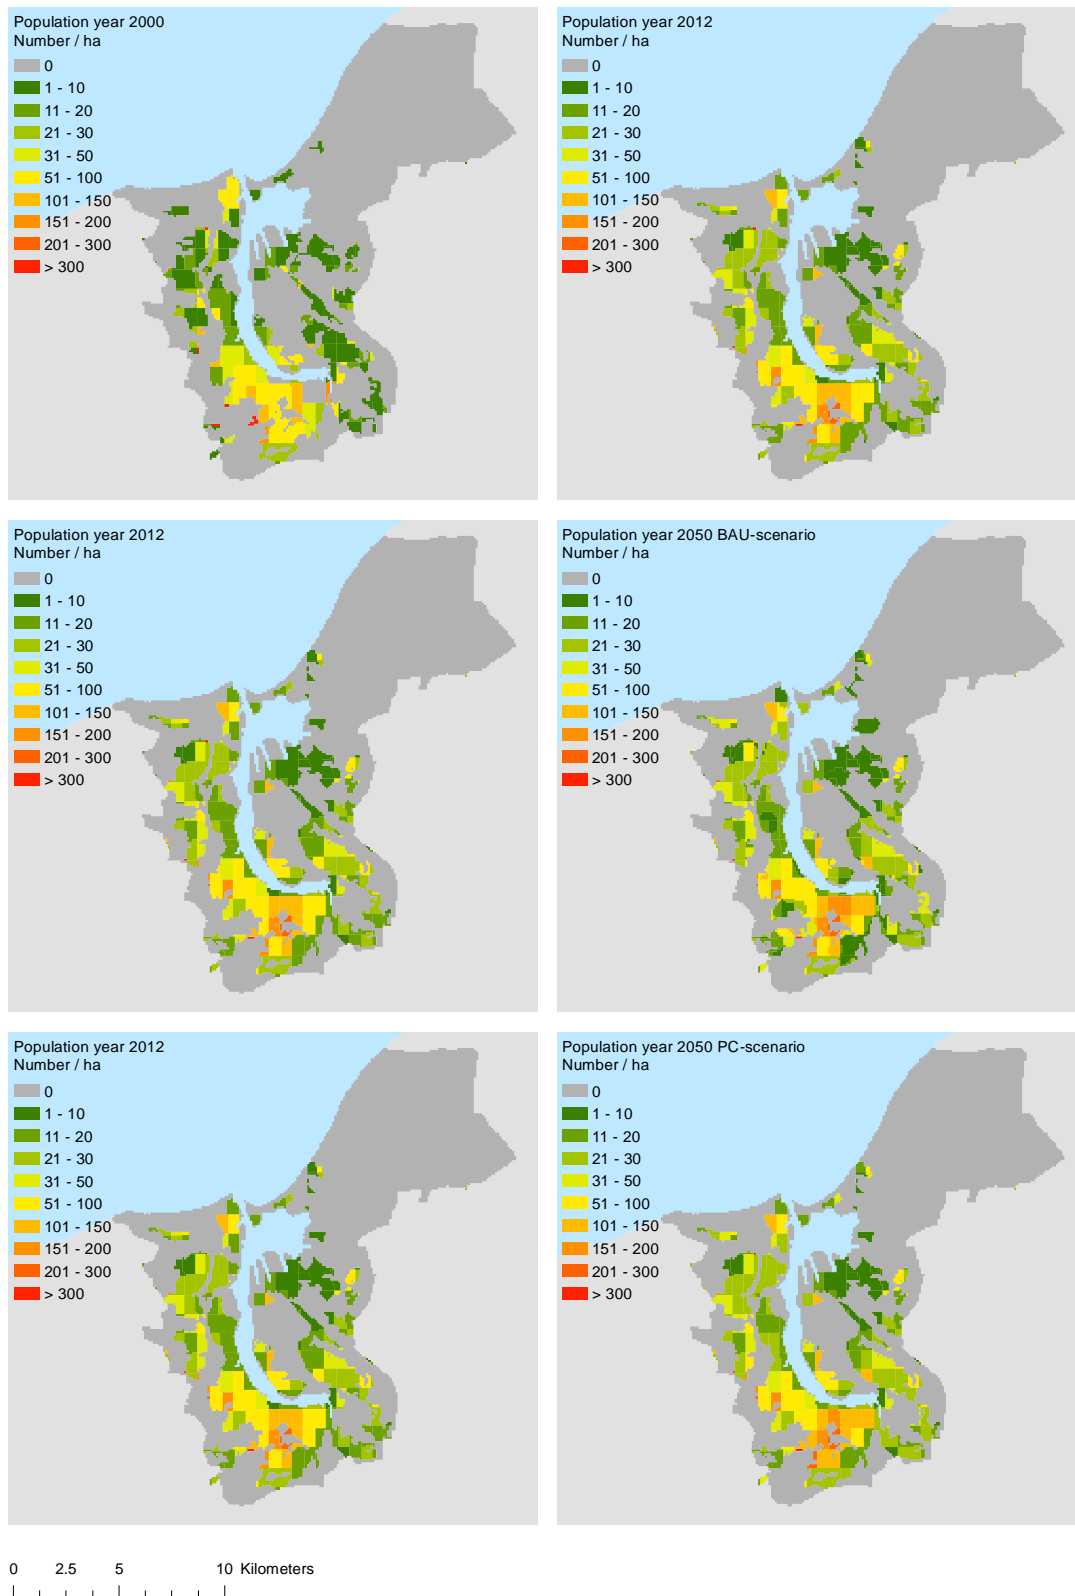 Population year 2000
Number / ha
0
1 - 10
11 - 20
21 - 30
31 - 50
51 - 100
101 - 150
151 - 200
201 - 300
> 300
Population year 2012
Number / ha
0
1 - 10
11 - 20
21 - 30
31 - 50
51 - 100
101 - 150
151 - 200
201 - 300
> 300
Population year 2012
Number / ha
0
1 - 10
11 - 20
21 - 30
31 - 50
51 - 100
101 - 150
151 - 200
201 - 300
> 300
Population year 2050 BAU-scenario
Number / ha
0
1 - 10
11 - 20
21 - 30
31 - 50
51 - 100
101 - 150
151 - 200
201 - 300
> 300
Population year 2012
Number / ha
0
1 - 10
11 - 20
21 - 30
31 - 50
51 - 100
101 - 150
151 - 200
201 - 300
> 300
Population year 2050 PC-scenario
Number / ha
0
1 - 10
11 - 20
21 - 30
31 - 50
51 - 100
101 - 150
151 - 200
201 - 300
> 300
0 2.5 5 10 Kilometers